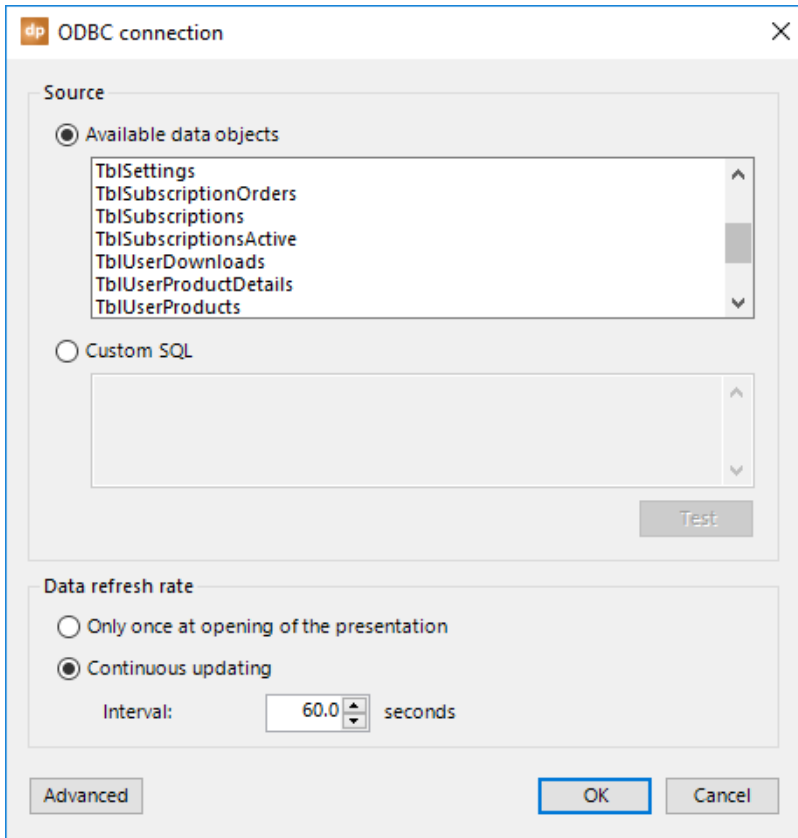 dp ODBC connection
Source
Available data objects
TblSettings
TblSubscriptionOrders
TblSubscriptions
TblSubscriptionsActive
TblUserDownloads
TblUserProductDetails
TblUserProducts
Custom SQL
Test
Data refresh rate
Only once at opening of the presentation
Continuous updating
Interval: 60.0 seconds
Advanced OK Cancel